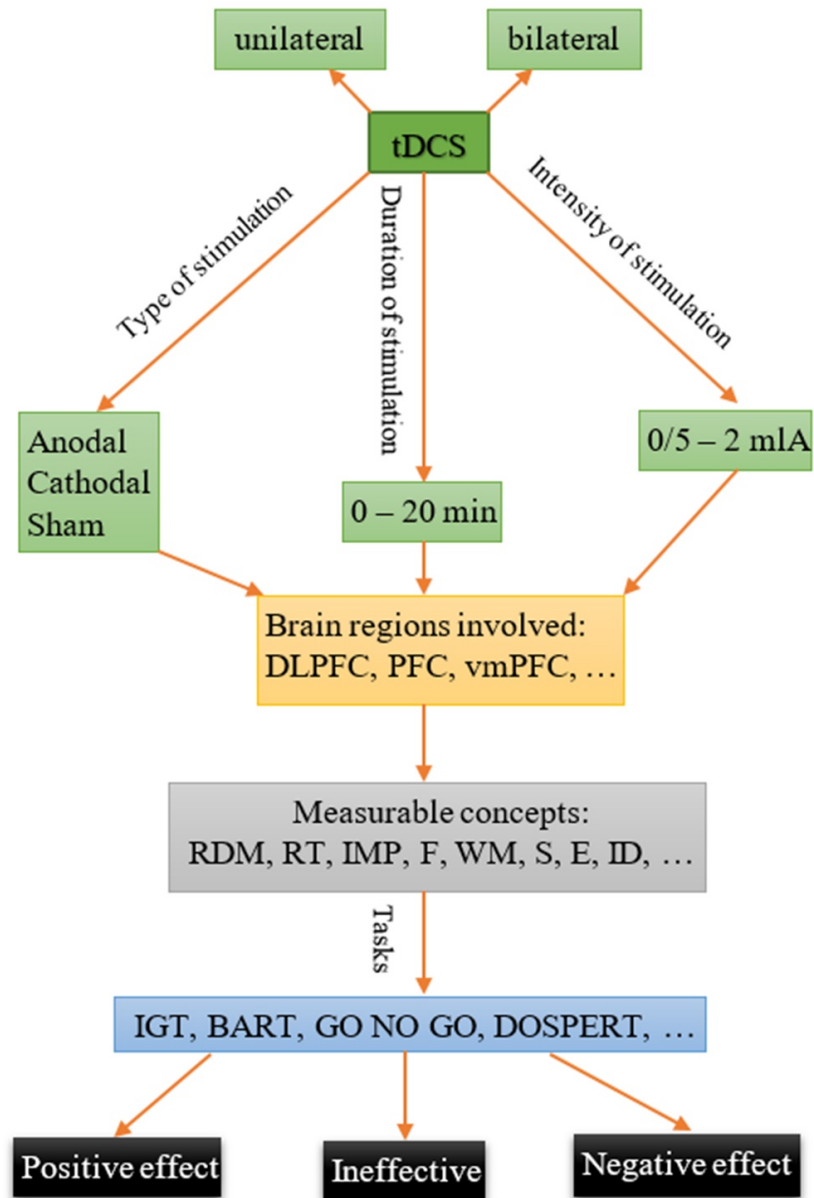 unilateral
bilateral
tDCS
Type of stimulation
Duration of stimulation
Intensity of stimulation
Anodal
Cathodal
Sham
0 – 20 min
0/5 – 2 mlA
Brain regions involved:
DLPFC, PFC, vmPFC, …
Measurable concepts:
RDM, RT, IMP, F, WM, S, E, ID, …
Tasks
IGT, BART, GO NO GO, DOSPERT, …
Positive effect
Ineffective
Negative effect